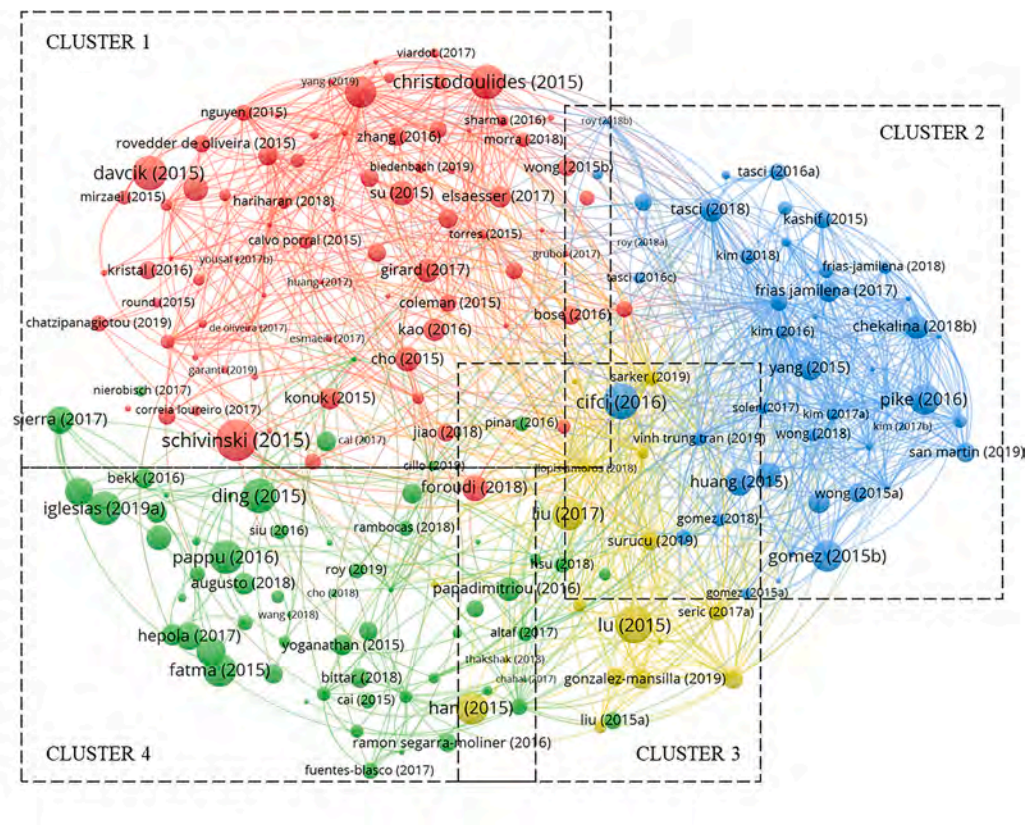 CLUSTER 1
viardot (2017)
yang (2019)
christodoulides (2015)
nguyen (2015)
sharma (2016)
roy (2018b)
CLUSTER 2
zhang (2016)
morra (2018)
rovedder de oliveira (2015)
biedenbach (2019)
wong (2015b)
davcik (2015)
tasci (2016a)
su (2015)
elsaesser (2017)
mirzaei (2015)
hariharan (2018)
tasci (2018)
kashif (2015)
torres (2015)
calvo porral (2015)
roy (2018a)
grubor (2017)
kim (2018)
yousaf (2017b)
kristal (2016)
girard (2017)
frias-jamilena (2018)
tasci (2016c)
huang (2017)
frias jamilena (2017)
round (2015)
coleman (2015)
bose (2016)
chatzipanagiotou (2019)
de oliveira (2017)
kao (2016)
kim (2016)
chekalina (2018b)
esmaeili (2017)
cho (2015)
garanti (2019)
yang (2015)
sarker (2019)
nierobisch (2017)
konuk (2015)
cifci (2016)
pike (2016)
correia loureiro (2017)
soler (2017)
kim (2017a)
sierra (2017)
pinar (2016)
kim (2017b)
schivinski (2015)
cal (2017)
jiao (2018)
vinh trung tran (2019)
wong (2018)
san martin (2019)
cillo (2019)
bekk (2016)
foroudi (2018)
huang (2015)
iglesias (2019a)
ding (2015)
wong (2015a)
liu (2017)
siu (2016)
rambocas (2018)
gomez (2018)
surucu (2019)
pappu (2016)
gomez (2015b)
hsu (2018)
roy (2019)
augusto (2018)
papadimitriou (2016)
cho (2018)
gomez (2015a)
wang (2018)
seric (2017a)
lu (2015)
hepola (2017)
altaf (2017)
yoganathan (2015)
thakshak (2018)
fatma (2015)
bittar (2018)
chahal (2017)
gonzalez-mansilla (2019)
cai (2015)
han (2015)
liu (2015a)
ramon segarra-moliner (2016)
CLUSTER 4
CLUSTER 3
fuentes-blasco (2017)